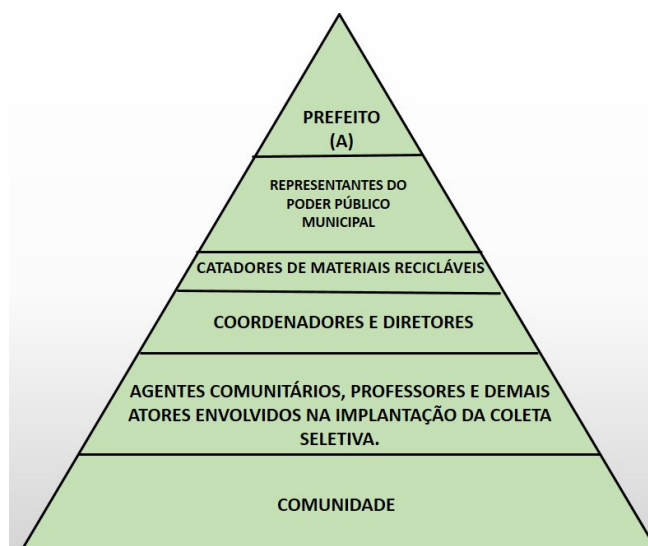 PREFEITO
(A)
REPRESENTANTES DO
PODER PÚBLICO
MUNICIPAL
CATADORES DE MATERIAIS RECICLÁVEIS
COORDENADORES E DIRETORES
AGENTES COMUNITÁRIOS, PROFESSORES E DEMAIS
ATORES ENVOLVIDOS NA IMPLANTAÇÃO DA COLETA
SELETIVA.
COMUNIDADE